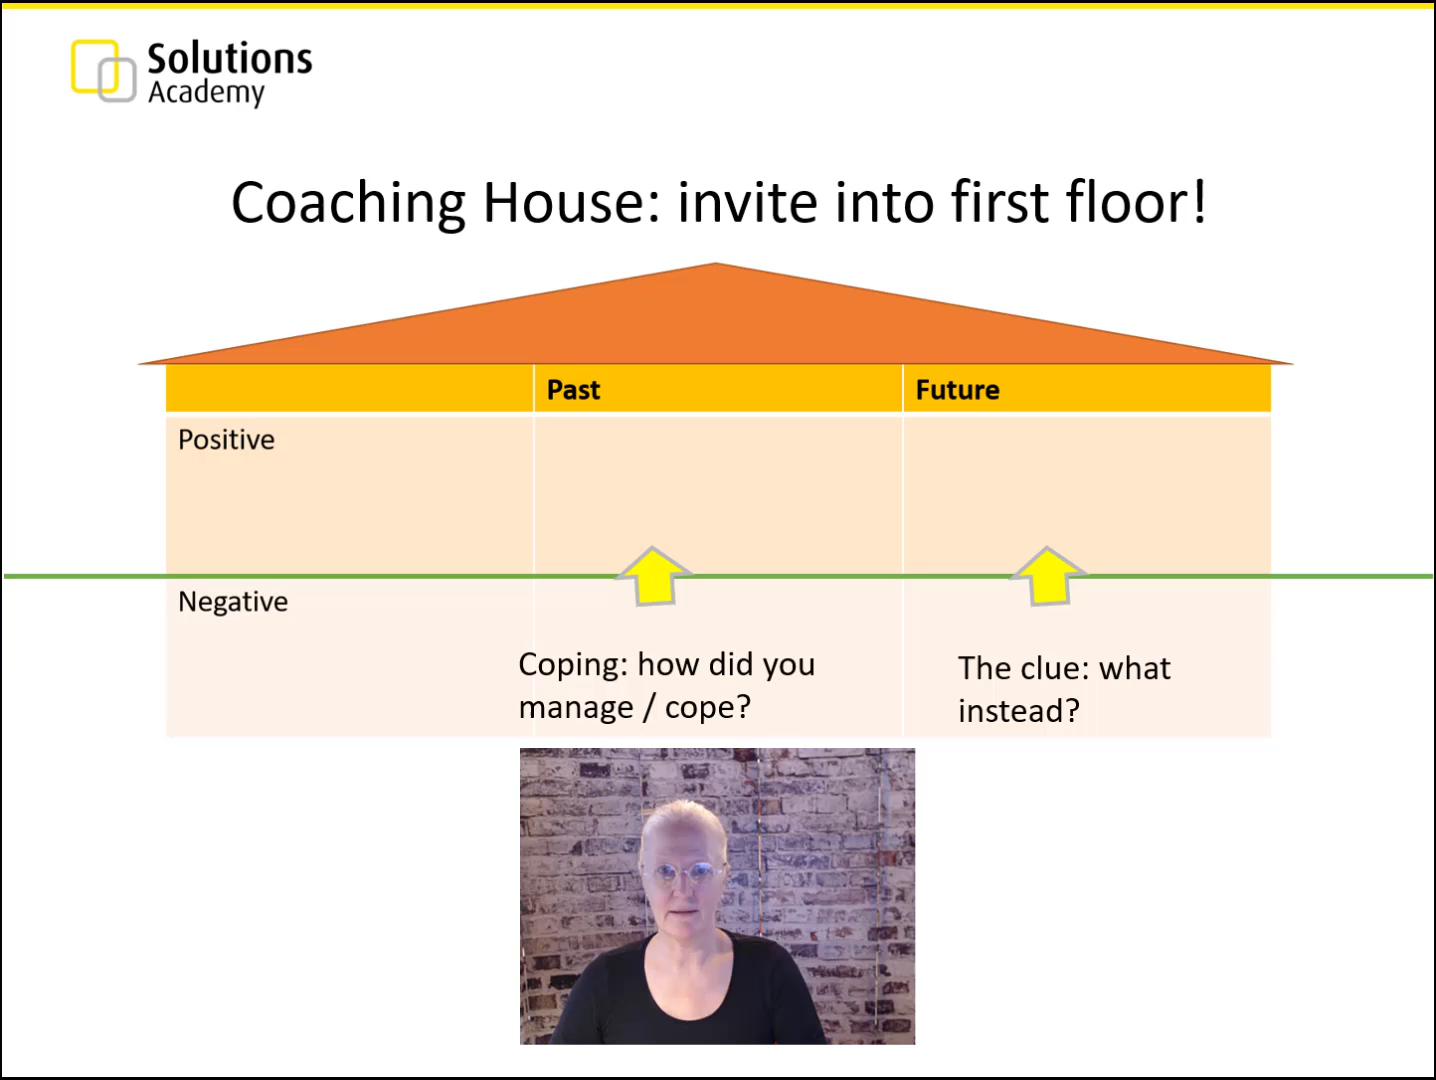 Solutions
Academy
Coaching House: invite into first floor!
Past
Future
Positive
Negative
Coping: how did you
manage / cope?
The clue: what
instead?